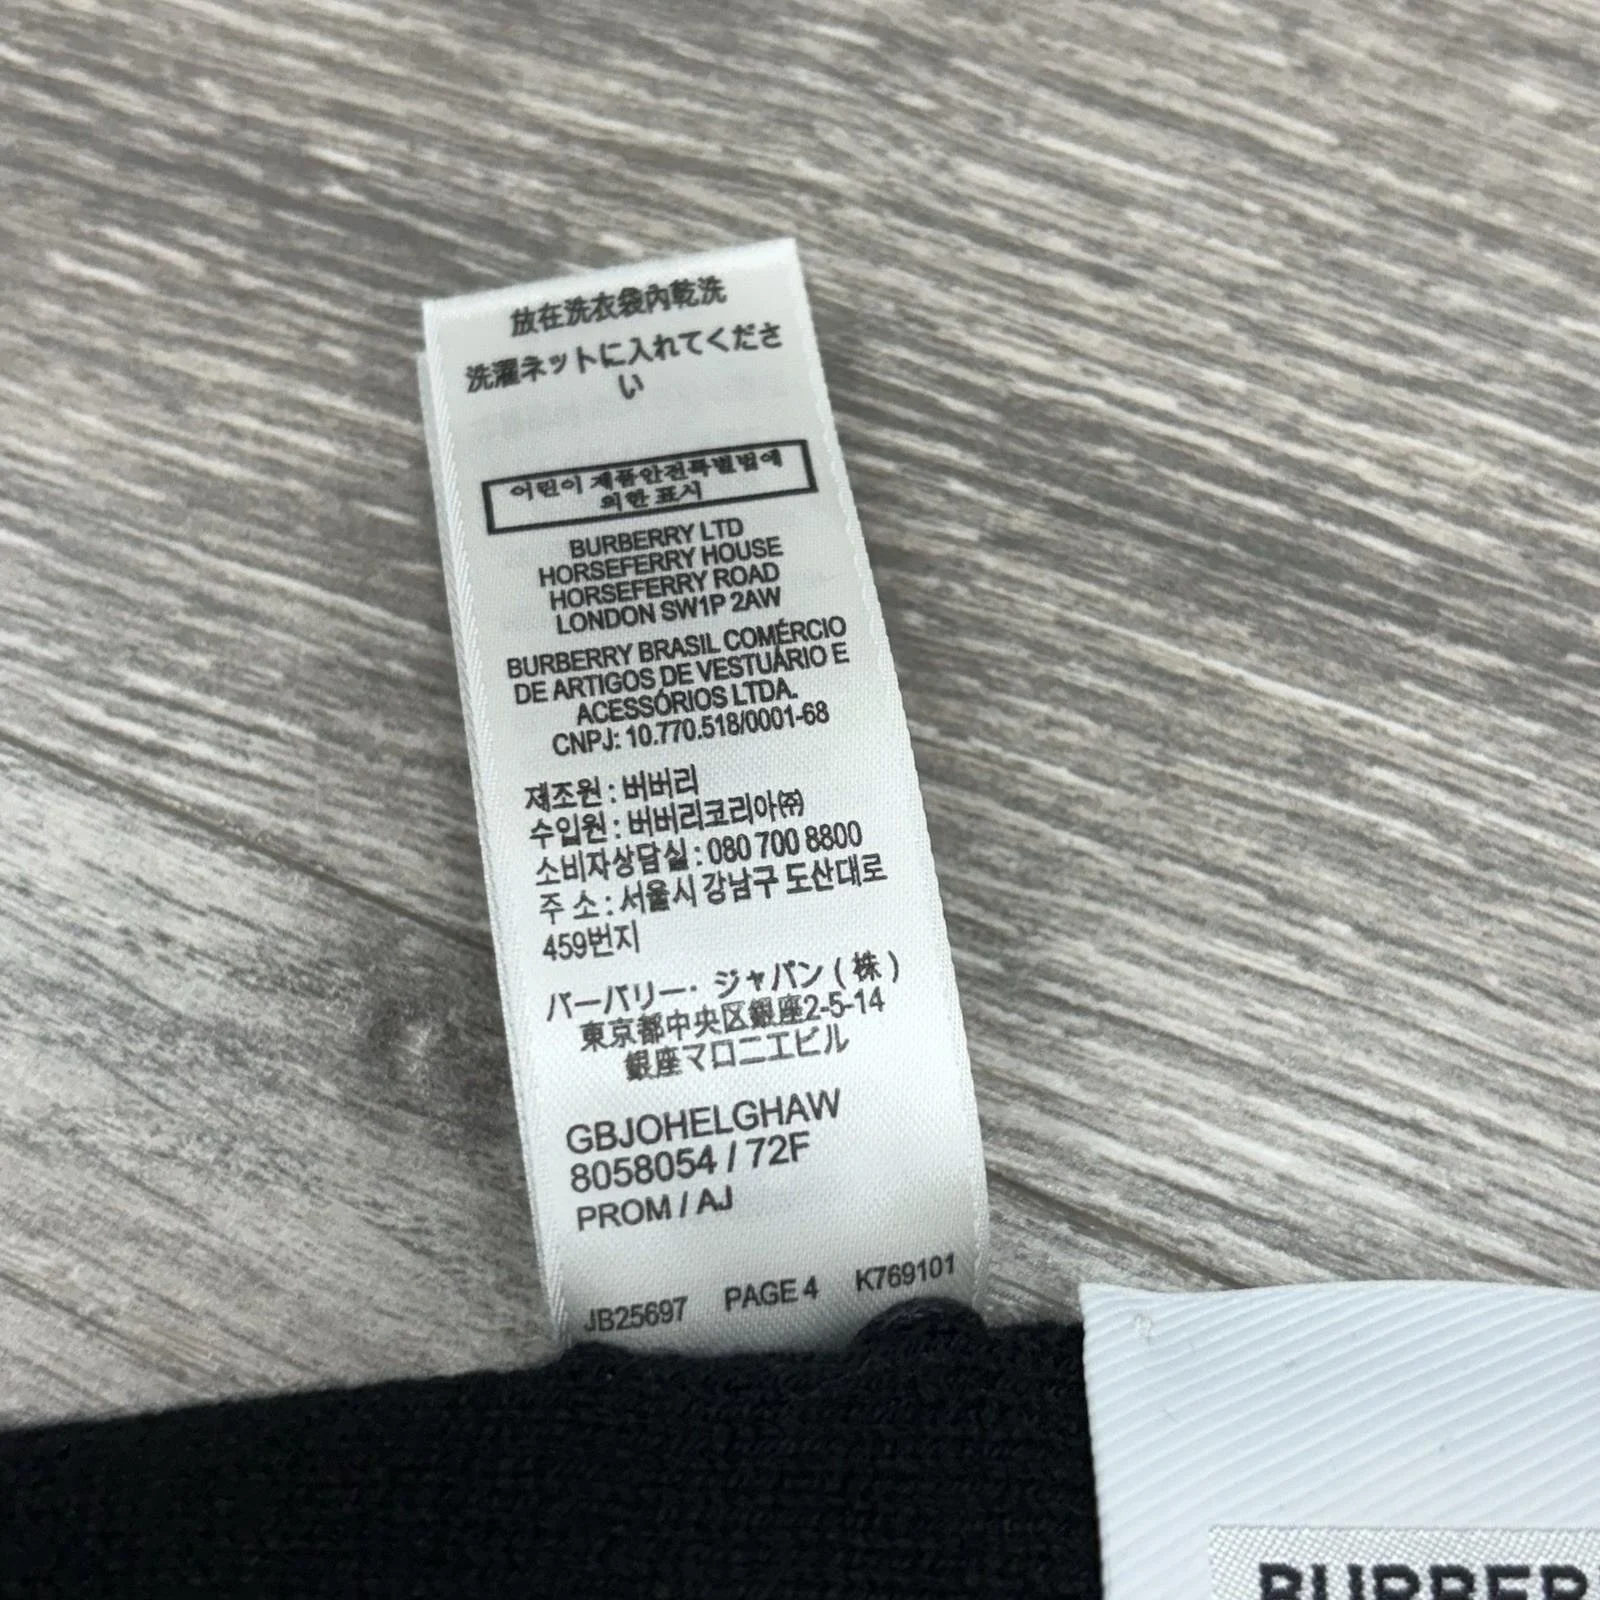 放在洗衣袋內乾洗
洗濯ネットに入れてくださ
い
어린이 제품안전특별법에
의한 표시
BURBERRY LTD
HORSEFERRY HOUSE
HORSEFERRY ROAD
LONDON SW1P 2AW
BURBERRY BRASIL COMÉRCIO
DE ARTIGOS DE VESTUÁRIO E
ACESSÓRIOS LTDA.
CNPJ: 10.770.518/0001-68
제조원 : 버버리
수입원 : 버버리코리아㈜
소비자상담실 : 080 700 8800
주 소 : 서울시 강남구 도산대로
459번지
バーバリー・ジャパン ( 株 )
東京都中央区銀座2-5-14
銀座マロニエビル
GBJOHELGHAW
8058054 / 72F
PROM / AJ
JB25697 PAGE 4 K769101